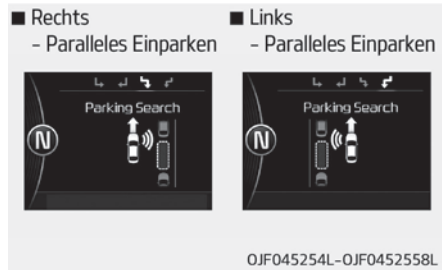 ■ Rechts
- Paralleles Einparken
Parking Search
N
■ Links
- Paralleles Einparken
Parking Search
N
OJF045254L-OJF0452558L